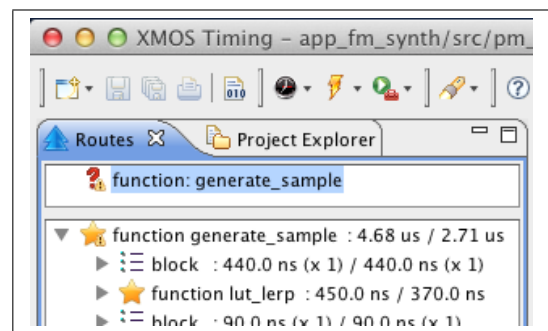 XMOS Timing – app_fm_synth/src/pm_
010
Routes Project Explorer
function: generate_sample
function generate_sample : 4.68 us / 2.71 us
block : 440.0 ns (x 1) / 440.0 ns (x 1)
function lut_lerp : 450.0 ns / 370.0 ns
block : 90.0 ns (x 1) / 90.0 ns (x 1)